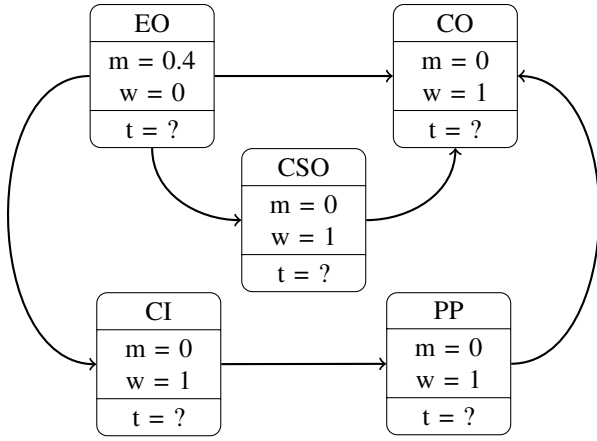 EO
m = 0.4
w = 0
t = ?
CO
m = 0
w = 1
t = ?
CSO
m = 0
w = 1
t = ?
CI
m = 0
w = 1
t = ?
PP
m = 0
w = 1
t = ?